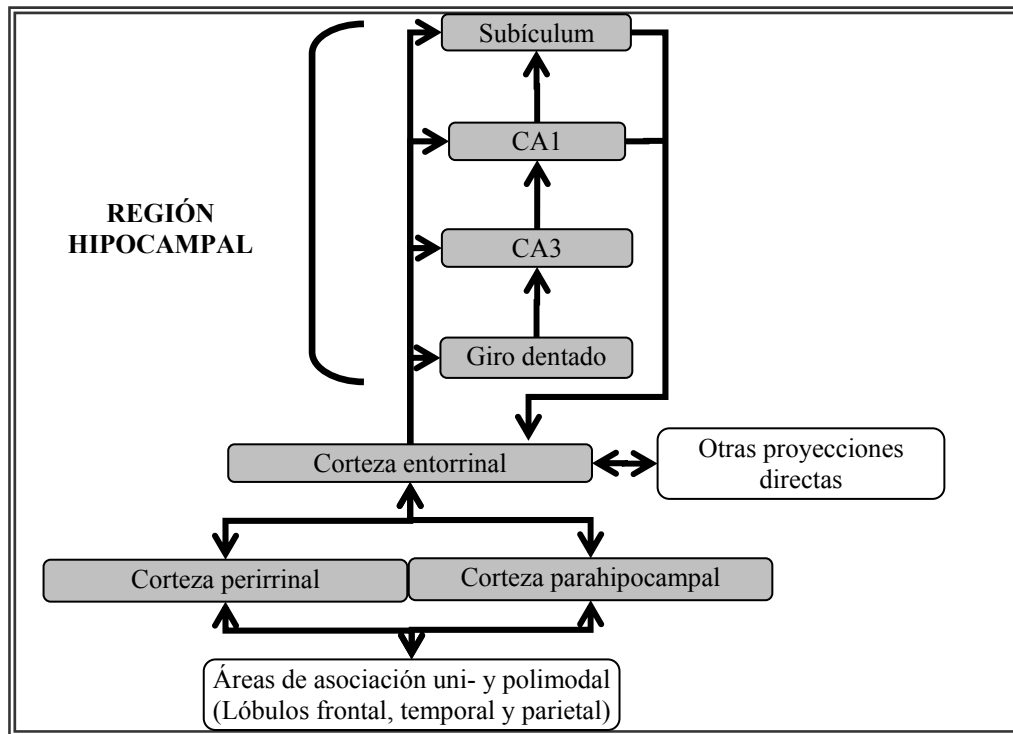 Subículum
CA1
REGIÓN
HIPOCAMPAL
CA3
Giro dentado
Corteza entorrinal
Otras proyecciones
directas
Corteza perirrinal
Corteza parahipocampal
Áreas de asociación uni- y polimodal
(Lóbulos frontal, temporal y parietal)